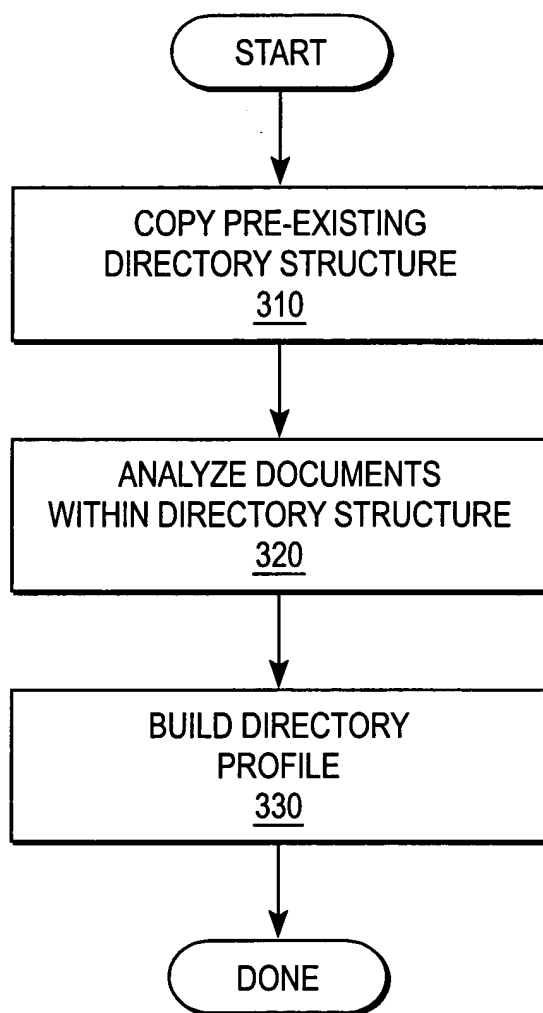 START
COPY PRE-EXISTING
DIRECTORY STRUCTURE
310
ANALYZE DOCUMENTS
WITHIN DIRECTORY STRUCTURE
320
BUILD DIRECTORY
PROFILE
330
DONE